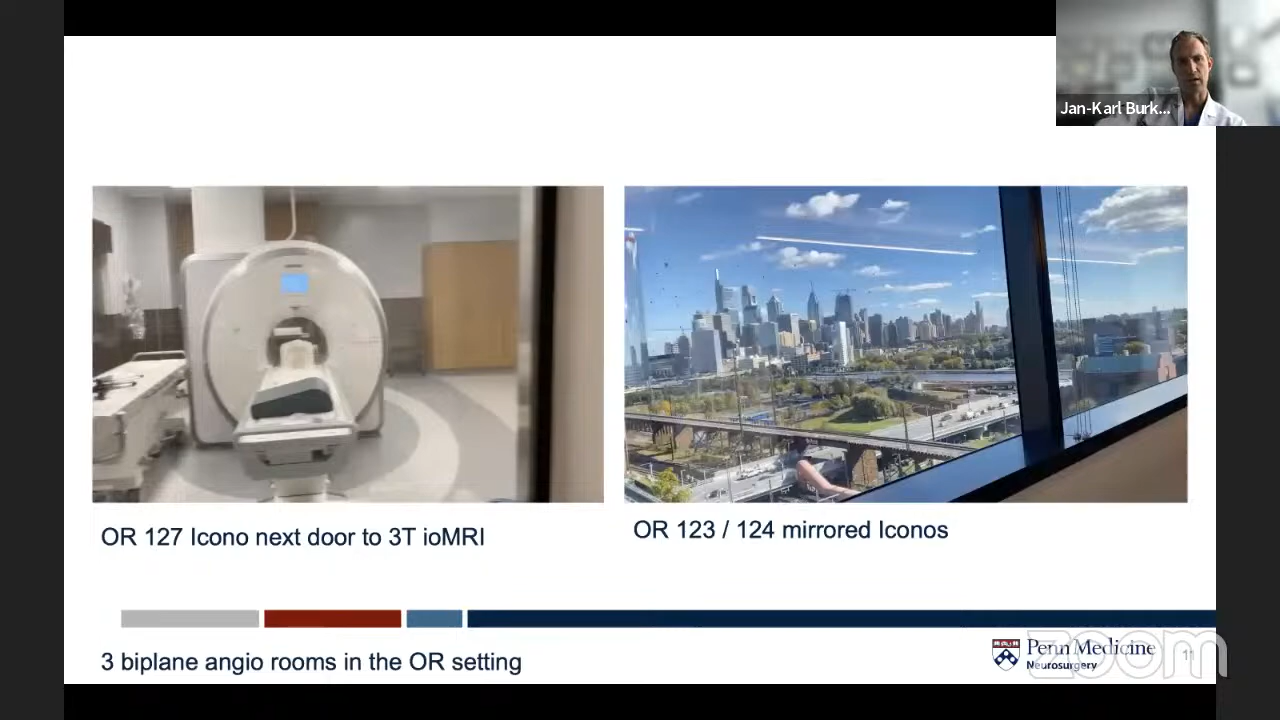 Jan-Karl Burk...
OR 127 Icono next door to 3T ioMRI
OR 123 / 124 mirrored Iconos
3 biplane angio rooms in the OR setting
Penn Medicine
Neurosurgery
11
zoom